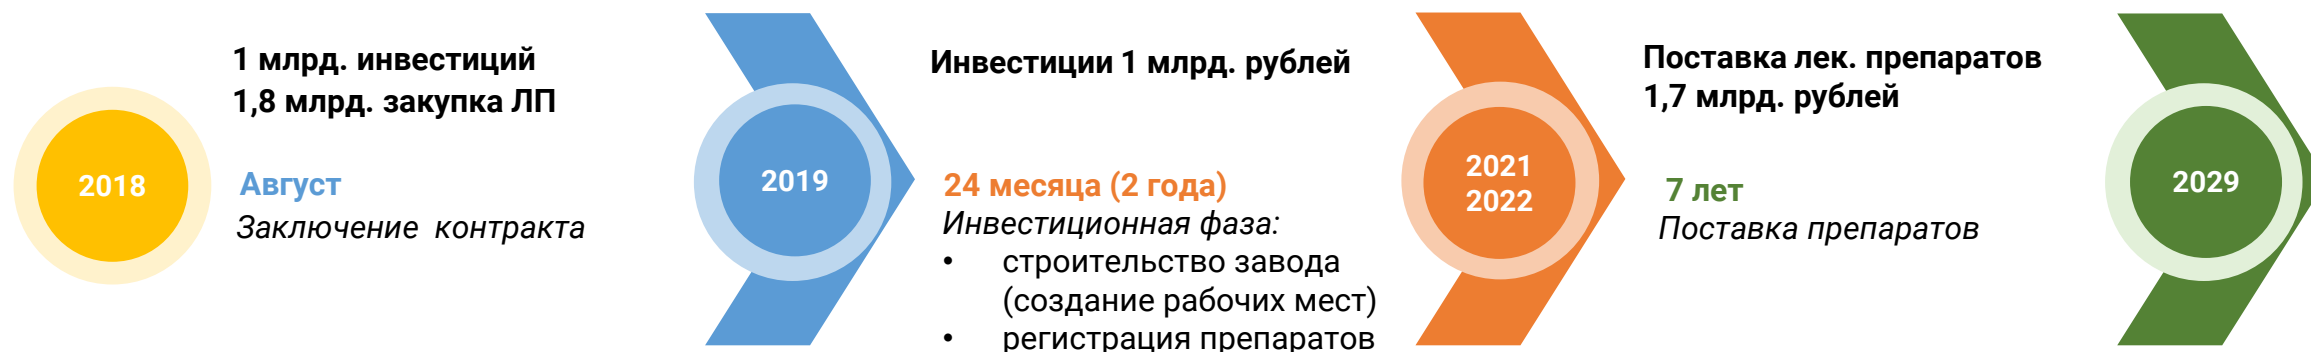 1 млрд. инвестиций
1,8 млрд. закупка ЛП
2018
Август
Заключение контракта
2019
Инвестиции 1 млрд. рублей
24 месяца (2 года)
Инвестиционная фаза:
• строительство завода
(создание рабочих мест)
• регистрация препаратов
2021
2022
Поставка лек. препаратов
1,7 млрд. рублей
7 лет
Поставка препаратов
2029